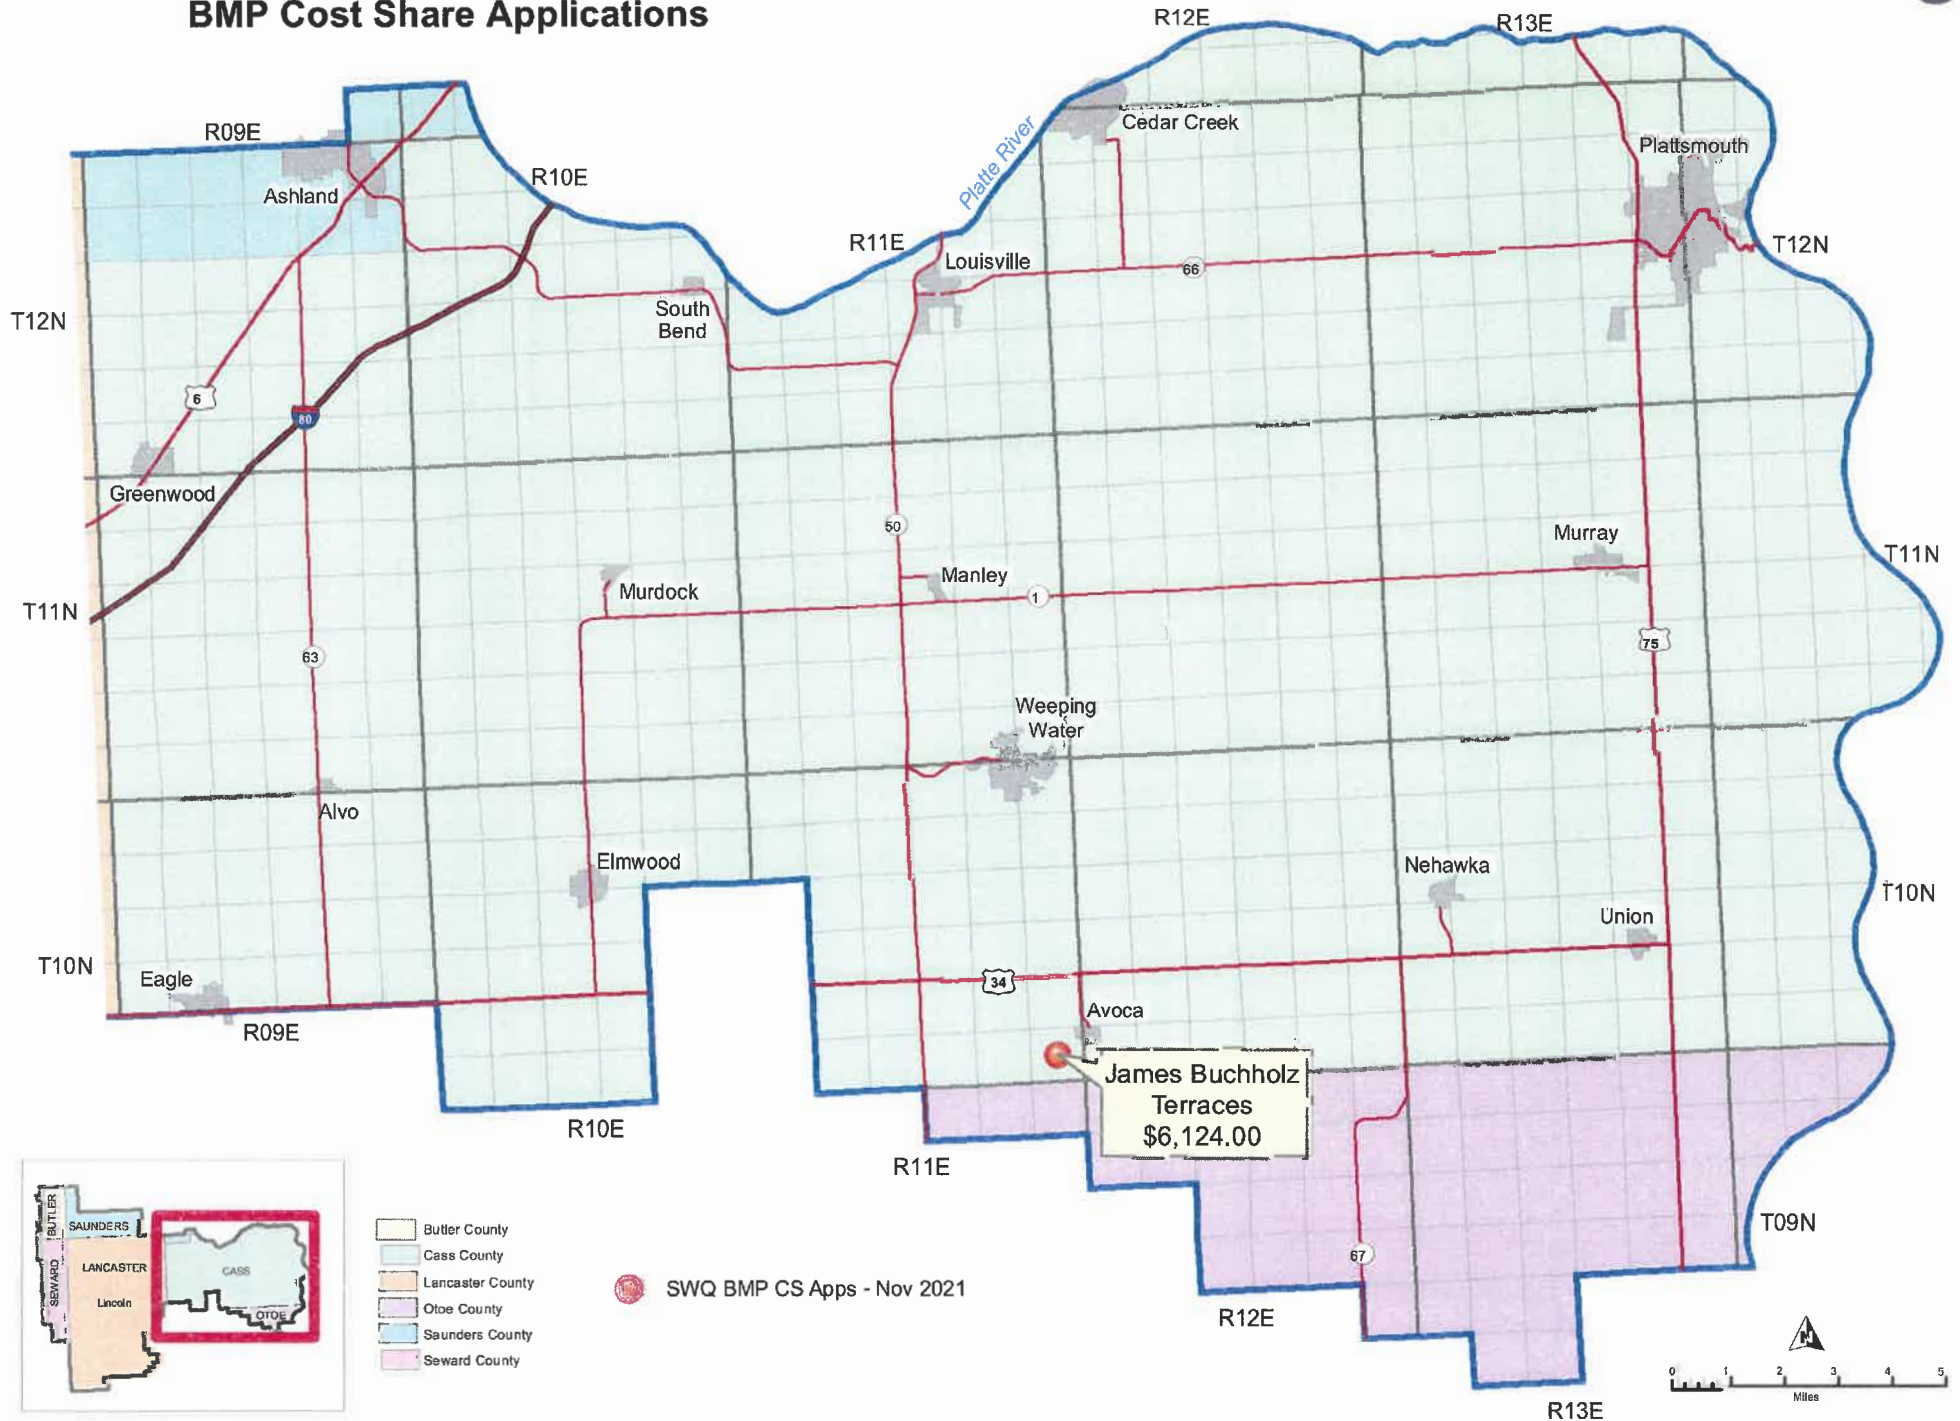 BMP Cost Share Applications
R12E
R13E
R09E
Cedar Creek
Platte River
Plattsmouth
R10E
Ashland
R11E
T12N
Louisville
66
South
Bend
T12N
6
80
Greenwood
50
Murray
T11N
Manley
Murdock
1
T11N
75
63
Weeping
Water
Alvo
Elmwood
Nehawka
T10N
Union
T10N
Eagle
34
Avoca
R09E
James Buchholz
Terraces
$6,124.00
R10E
R11E
T09N
67
R12E
R13E
BUTLER
SAUNDERS
SEWARD
LANCASTER
CASS
Lincoln
OTOE
Butler County
Cass County
Lancaster County
Otoe County
Saunders County
Seward County
SWQ BMP CS Apps - Nov 2021
N
0 1 2 3 4 5
Miles